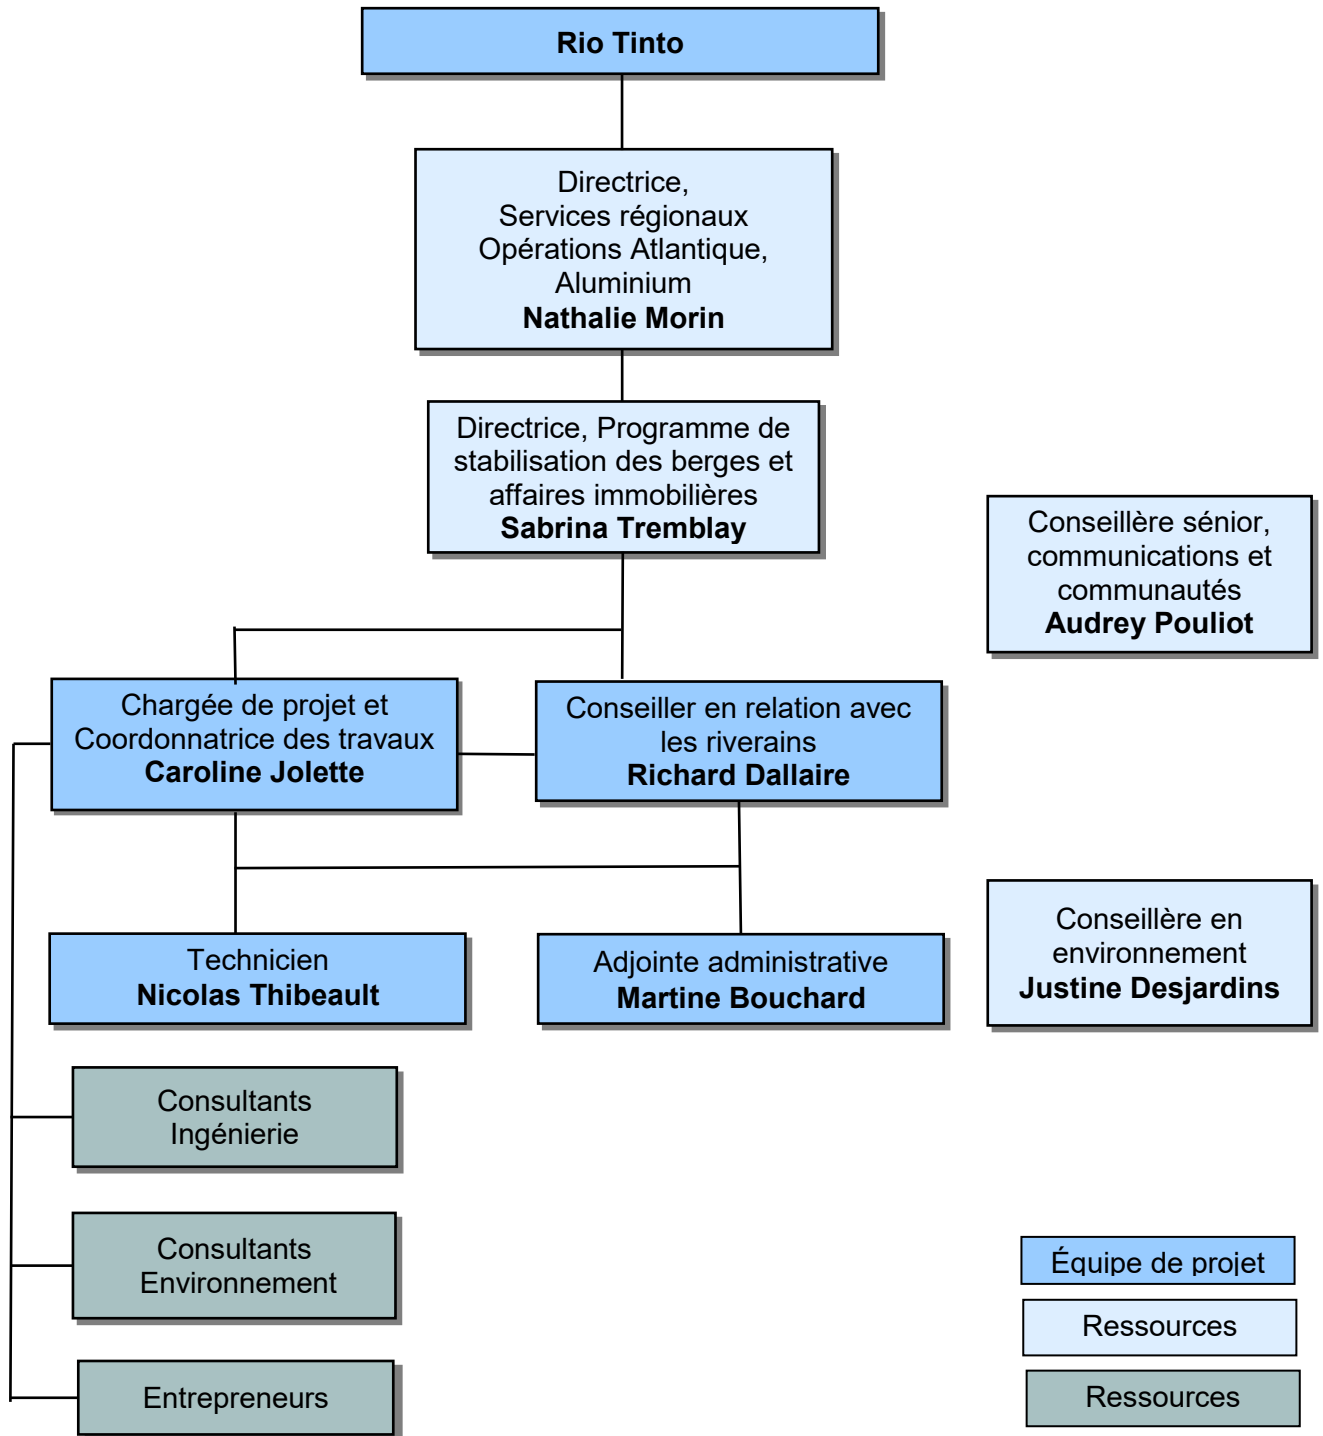 Rio Tinto
Directrice,
Services régionaux
Opérations Atlantique,
Aluminium
Nathalie Morin
Directrice, Programme de
stabilisation des berges et
affaires immobilières
Sabrina Tremblay
Conseillère sénior,
communications et
communautés
Audrey Pouliot
Chargée de projet et
Coordonnatrice des travaux
Caroline Jolette
Conseiller en relation avec
les riverains
Richard Dallaire
Technicien
Nicolas Thibeault
Adjointe administrative
Martine Bouchard
Conseillère en
environnement
Justine Desjardins
Consultants
Ingénierie
Consultants
Environnement
Entrepreneurs
Équipe de projet
Ressources
Ressources